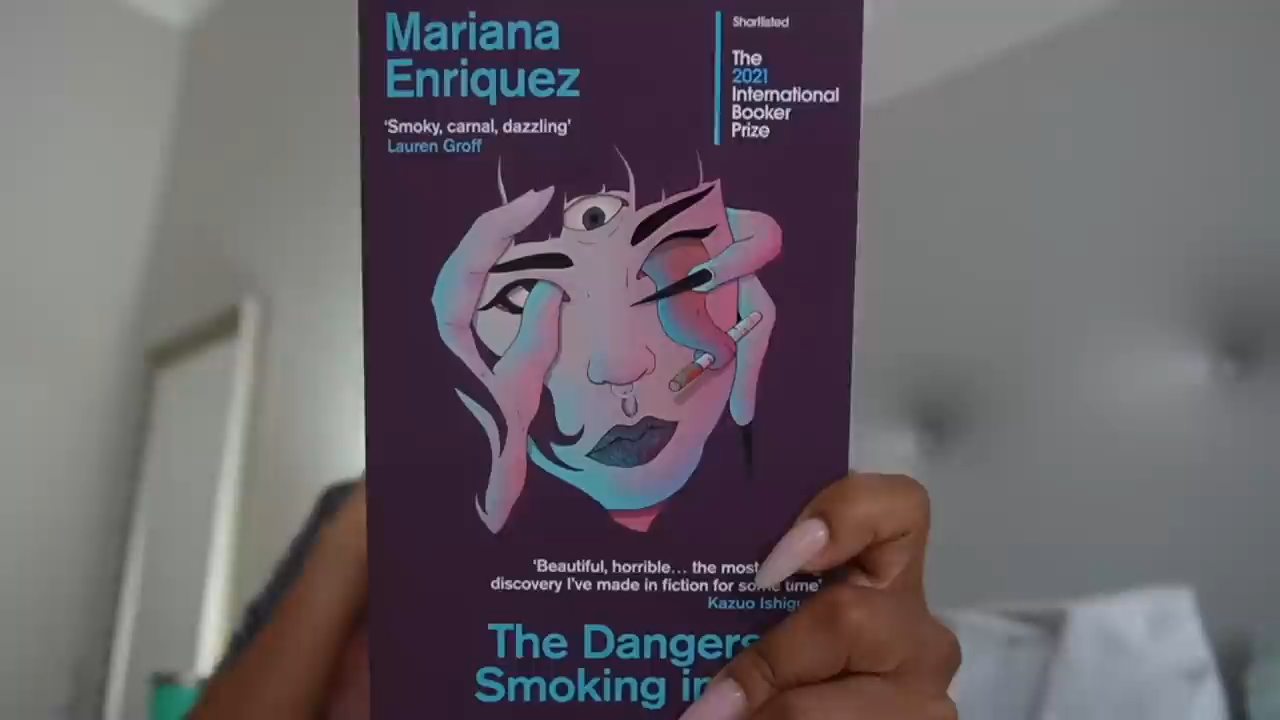 Mariana
Enriquez
'Smoky, carnal, dazzling'
Lauren Groff
Shortlisted
The
2021
International
Booker
Prize
'Beautiful, horrible... the most
discovery I've made in fiction for some time'
Kazuo
The Dangers
Smoking in